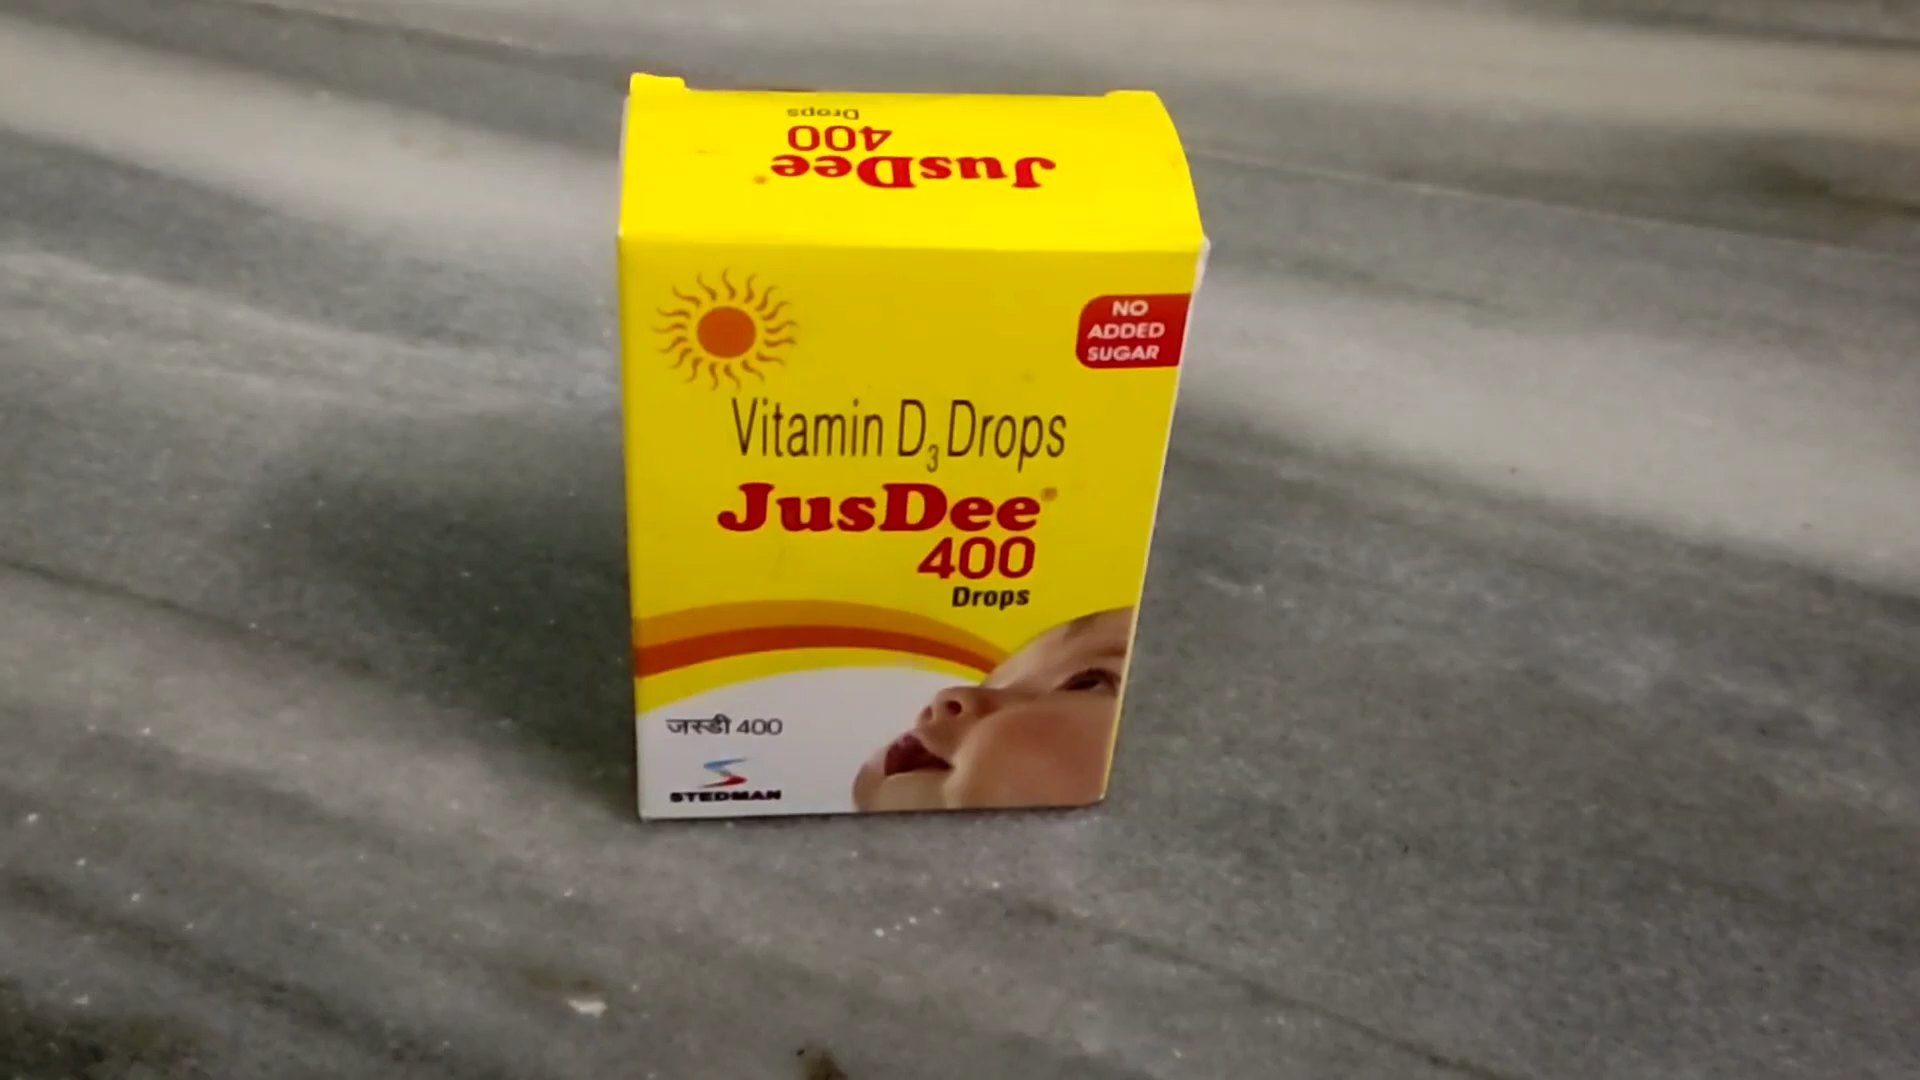 JusDee
400
Drops
NO
ADDED
SUGAR
Vitamin D₃ Drops
JusDee
400
Drops
जस्डी 400
STEDMAN